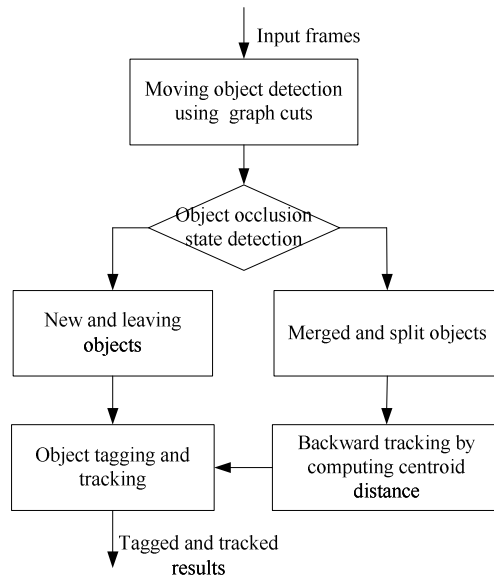 Input frames
Moving object detection
using graph cuts
Object occlusion
state detection
New and leaving
objects
Merged and split objects
Object tagging and
tracking
Backward tracking by
computing centroid
distance
Tagged and tracked
results